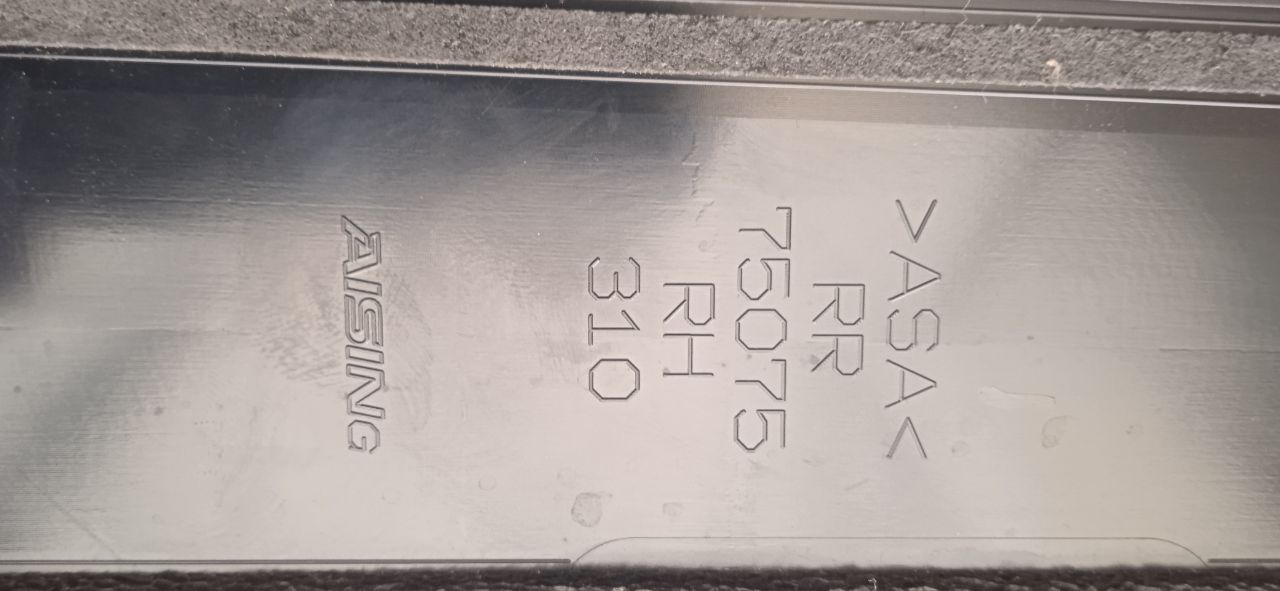 >ASA<
RR
75075
RH
310
AISING